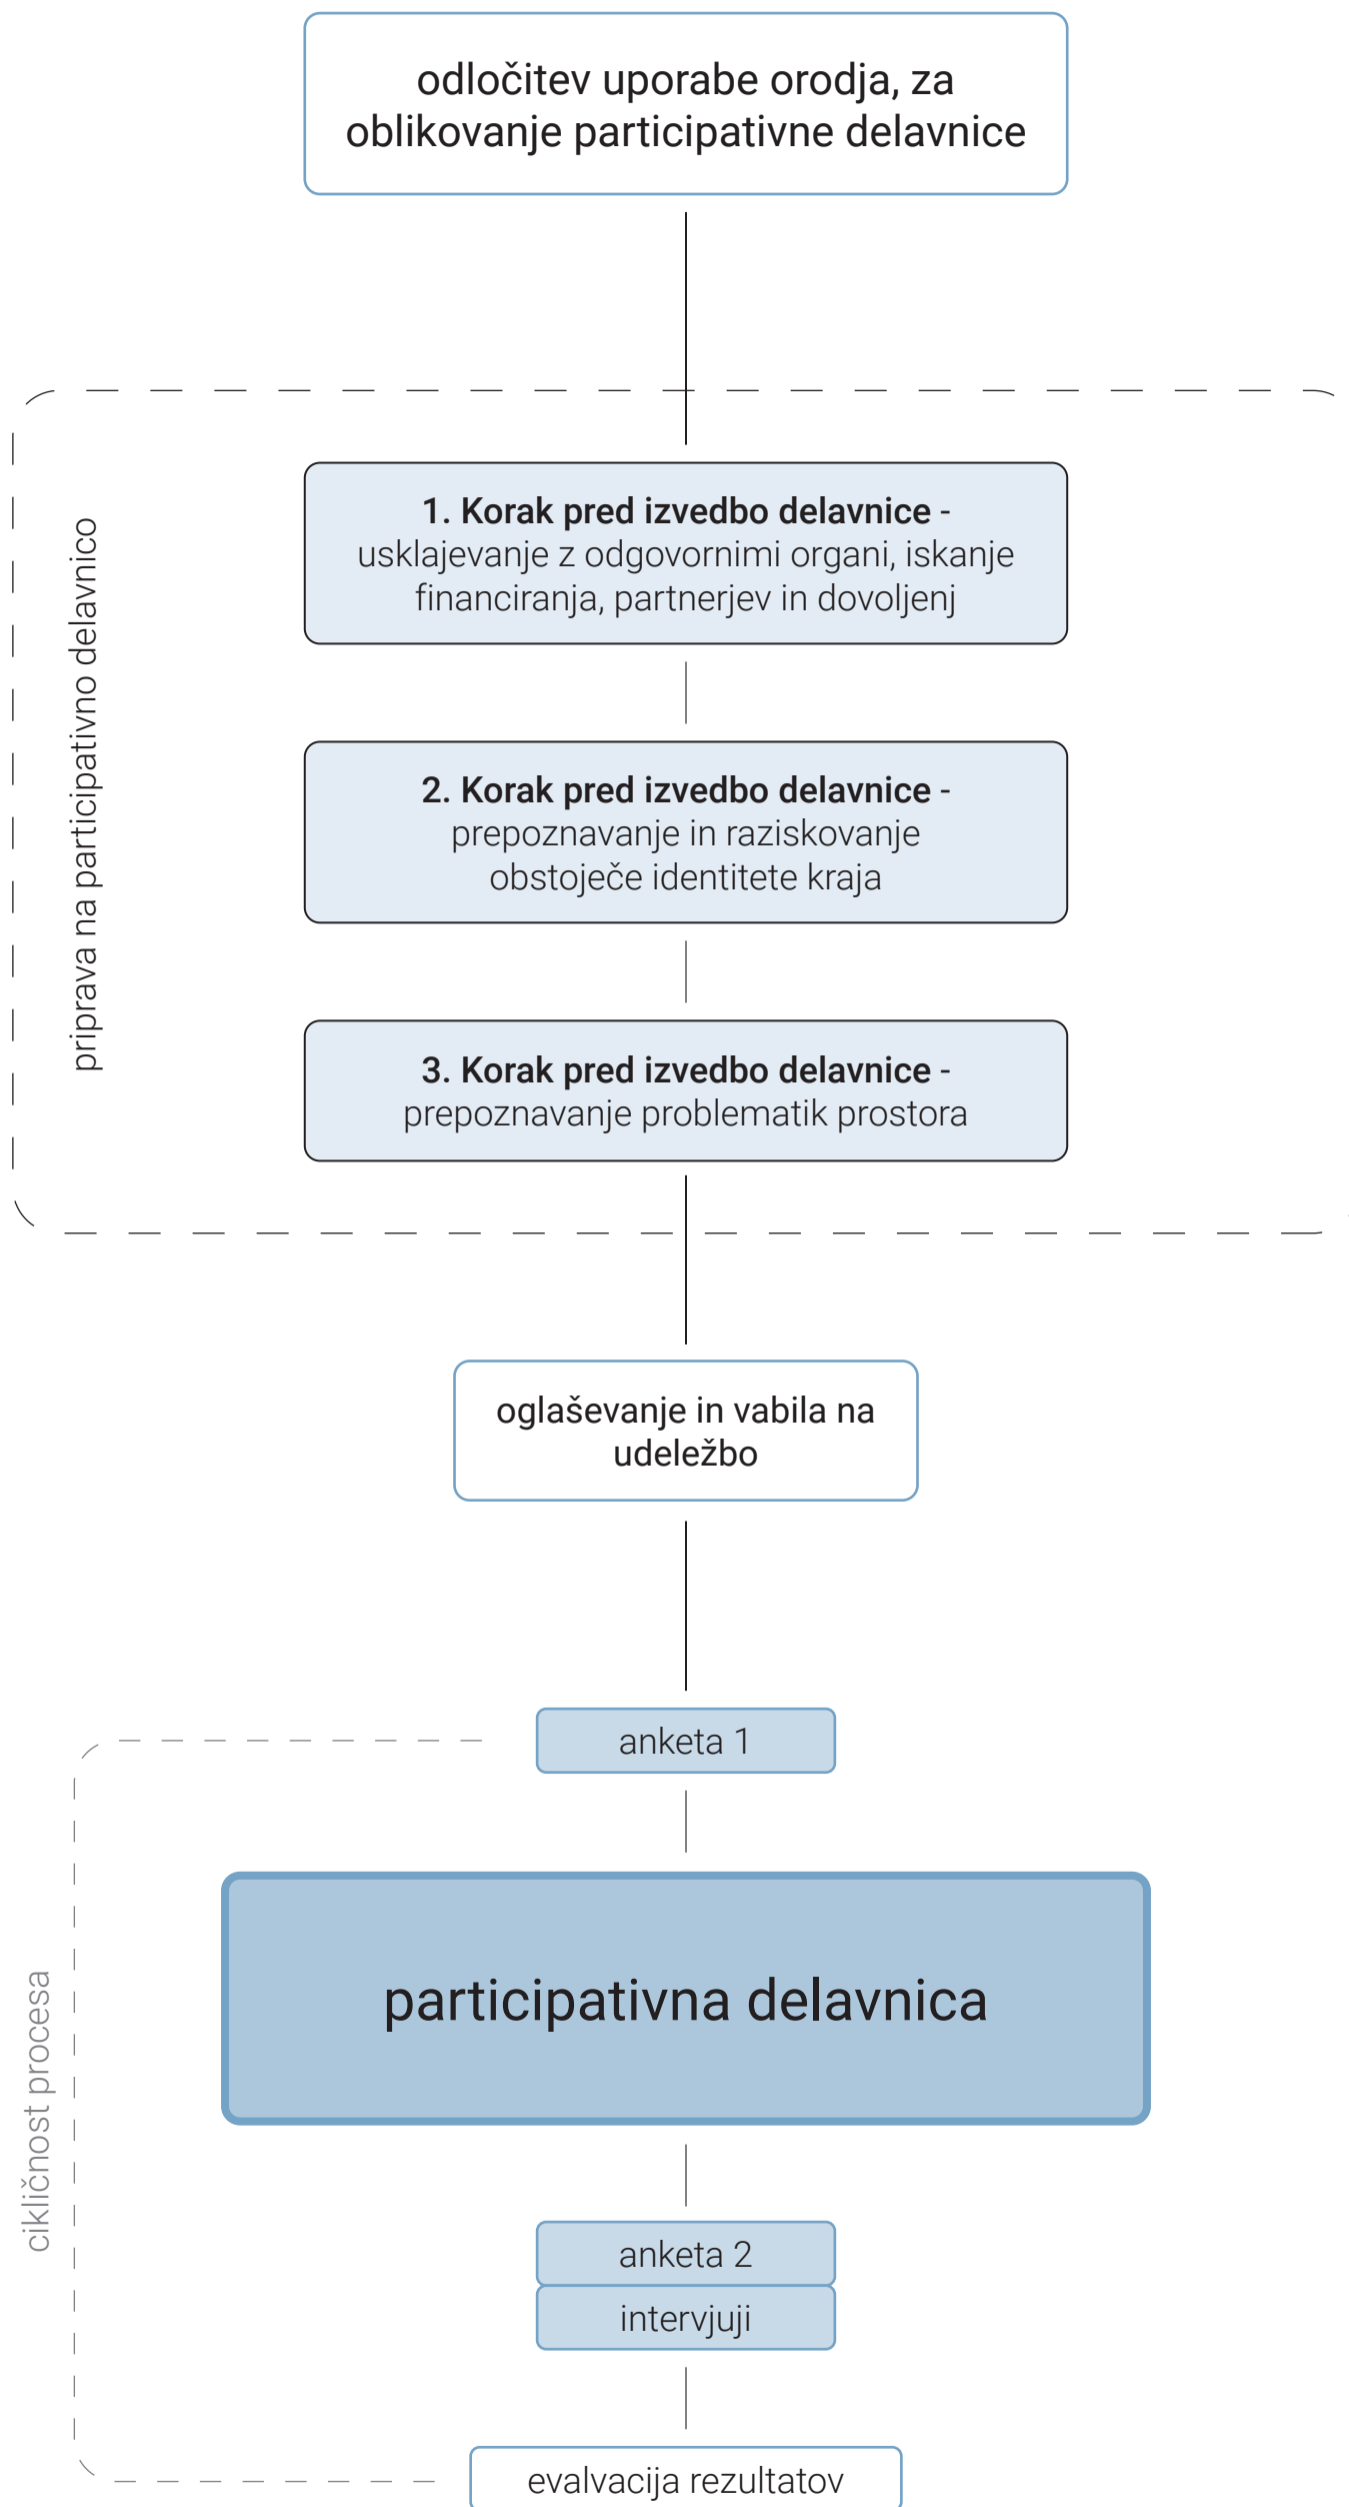 odločitev uporabe orodja, za
oblikovanje participativne delavnice
priprava na participativno delavnico
1. Korak pred izvedbo delavnice -
usklajevanje z odgovornimi organi, iskanje
financiranja, partnerjev in dovoljenj
2. Korak pred izvedbo delavnice -
prepoznavanje in raziskovanje
obstoječe identitete kraja
3. Korak pred izvedbo delavnice -
prepoznavanje problematik prostora
oglaševanje in vabila na
udeležbo
cikličnost procesa
anketa 1
participativna delavnica
anketa 2
intervjuji
evalvacija rezultatov